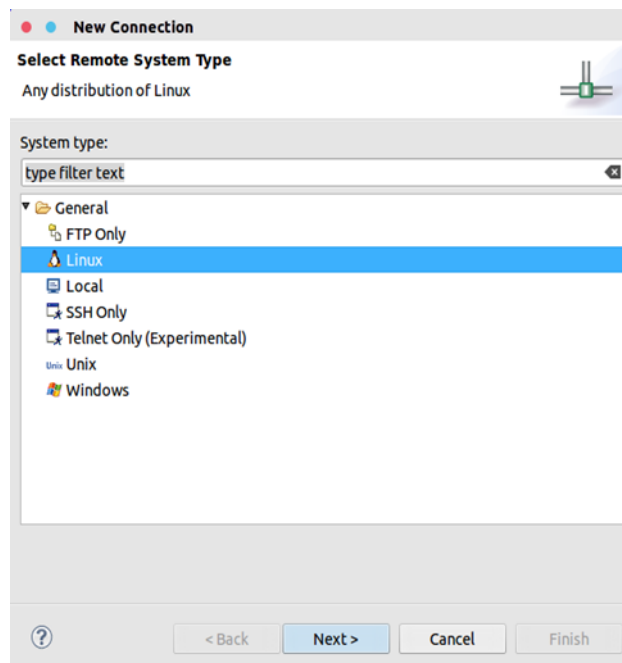 New Connection
Select Remote System Type
Any distribution of Linux
System type:
type filter text
General
FTP Only
Linux
Local
SSH Only
Telnet Only (Experimental)
Unix Unix
Windows
?
< Back Next > Cancel Finish